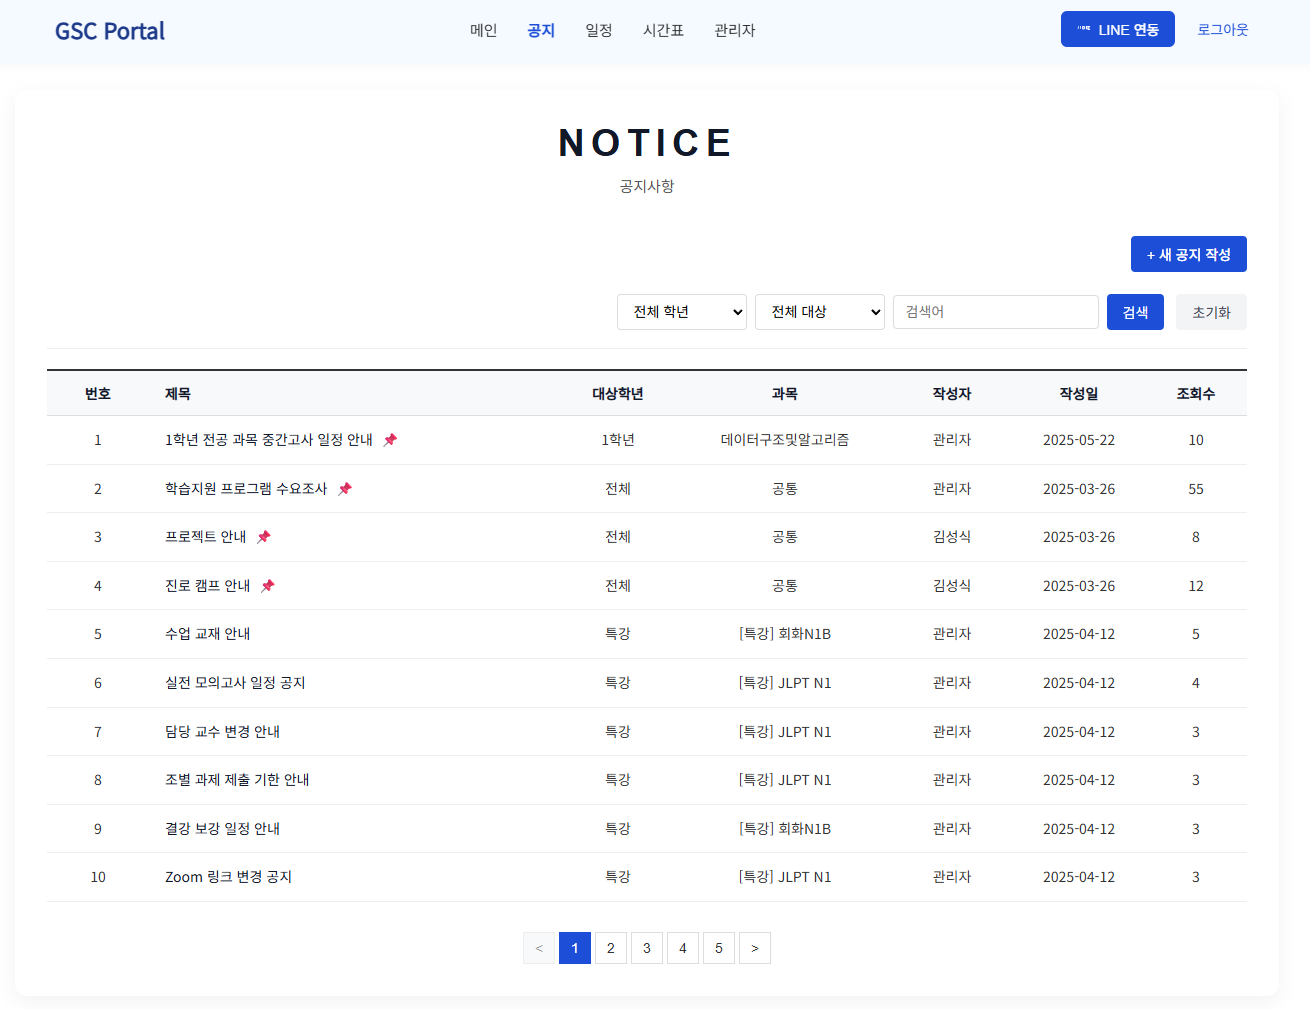 GSC Portal
메인 공지 일정 시간표 관리자
LINE 연동 로그아웃
NOTICE
공지사항
+ 새 공지 작성
전체 학년 전체 대상 검색어 검색 초기화
번호 제목 대상학년 과목 작성자 작성일 조회수
1 1학년 전공 과목 중간고사 일정 안내 1학년 데이터구조및알고리즘 관리자 2025-05-22 10
2 학습지원 프로그램 수요조사 전체 공통 관리자 2025-03-26 55
3 프로젝트 안내 전체 공통 김성식 2025-03-26 8
4 진로 캠프 안내 전체 공통 김성식 2025-03-26 12
5 수업 교재 안내 특강 [특강] 회화N1B 관리자 2025-04-12 5
6 실전 모의고사 일정 공지 특강 [특강] JLPT N1 관리자 2025-04-12 4
7 담당 교수 변경 안내 특강 [특강] JLPT N1 관리자 2025-04-12 3
8 조별 과제 제출 기한 안내 특강 [특강] JLPT N1 관리자 2025-04-12 3
9 결강 보강 일정 안내 특강 [특강] 회화N1B 관리자 2025-04-12 3
10 Zoom 링크 변경 공지 특강 [특강] JLPT N1 관리자 2025-04-12 3
< 1 2 3 4 5 >